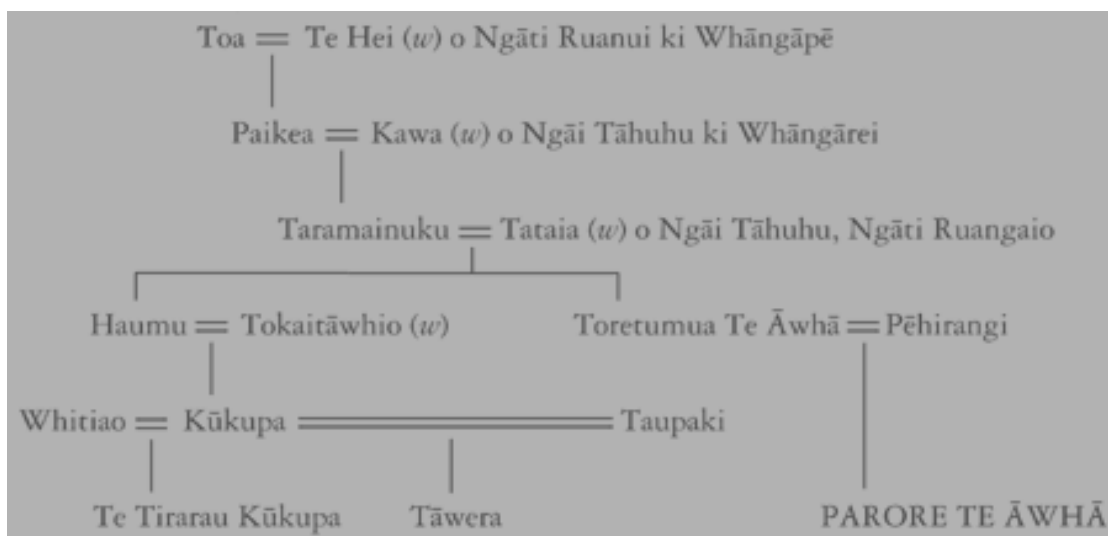 Toa = Te Hei (w) o Ngāti Ruanui ki Whāngāpē
Paikea = Kawa (w) o Ngāi Tāhuhu ki Whāngārei
Taramainuku = Tataia (w) o Ngāi Tāhuhu, Ngāti Ruangaio
Haumu = Tokaitāwhio (w) Toretumua Te Āwhā = Pēhirangi
Whitiao = Kūkupa = Taupaki
Te Tirarau Kūkupa Tāwera PARORE TE ĀWHĀ